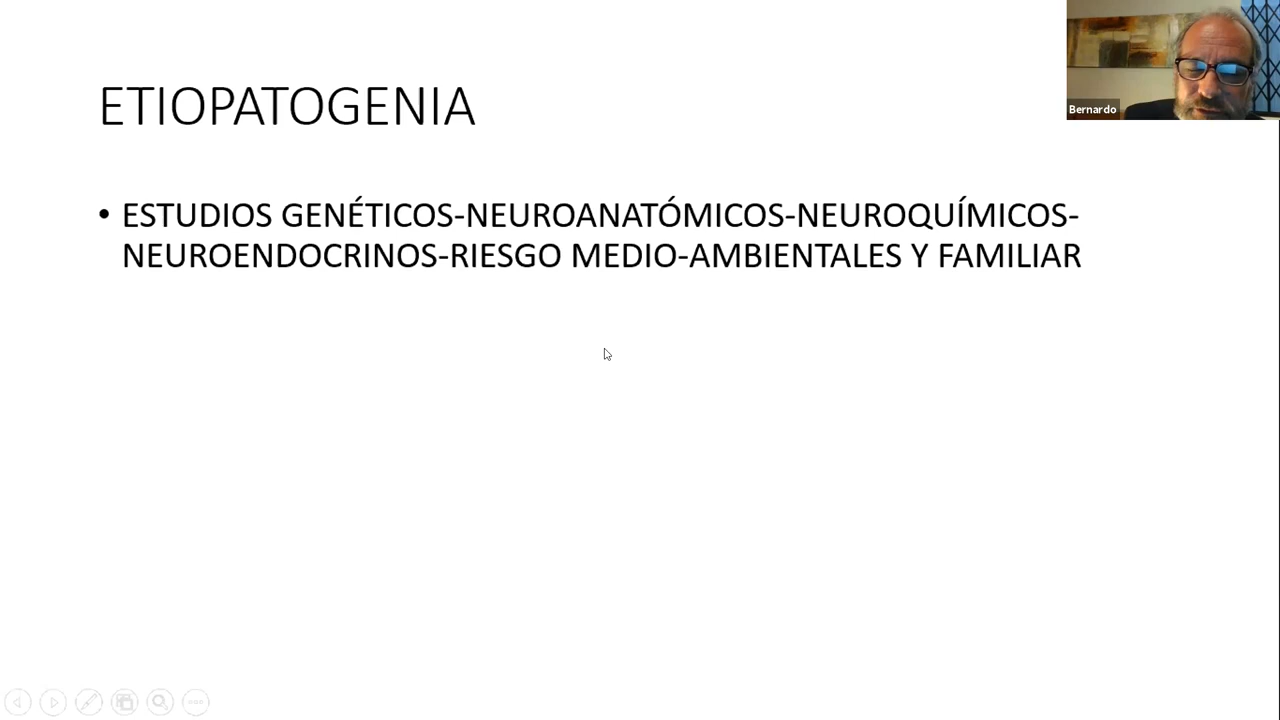 ETIOPATOGENIA
• ESTUDIOS GENÉTICOS-NEUROANATÓMICOS-NEUROQUÍMICOS-
NEUROENDOCRINOS-RIESGO MEDIO-AMBIENTALES Y FAMILIAR
Bernardo